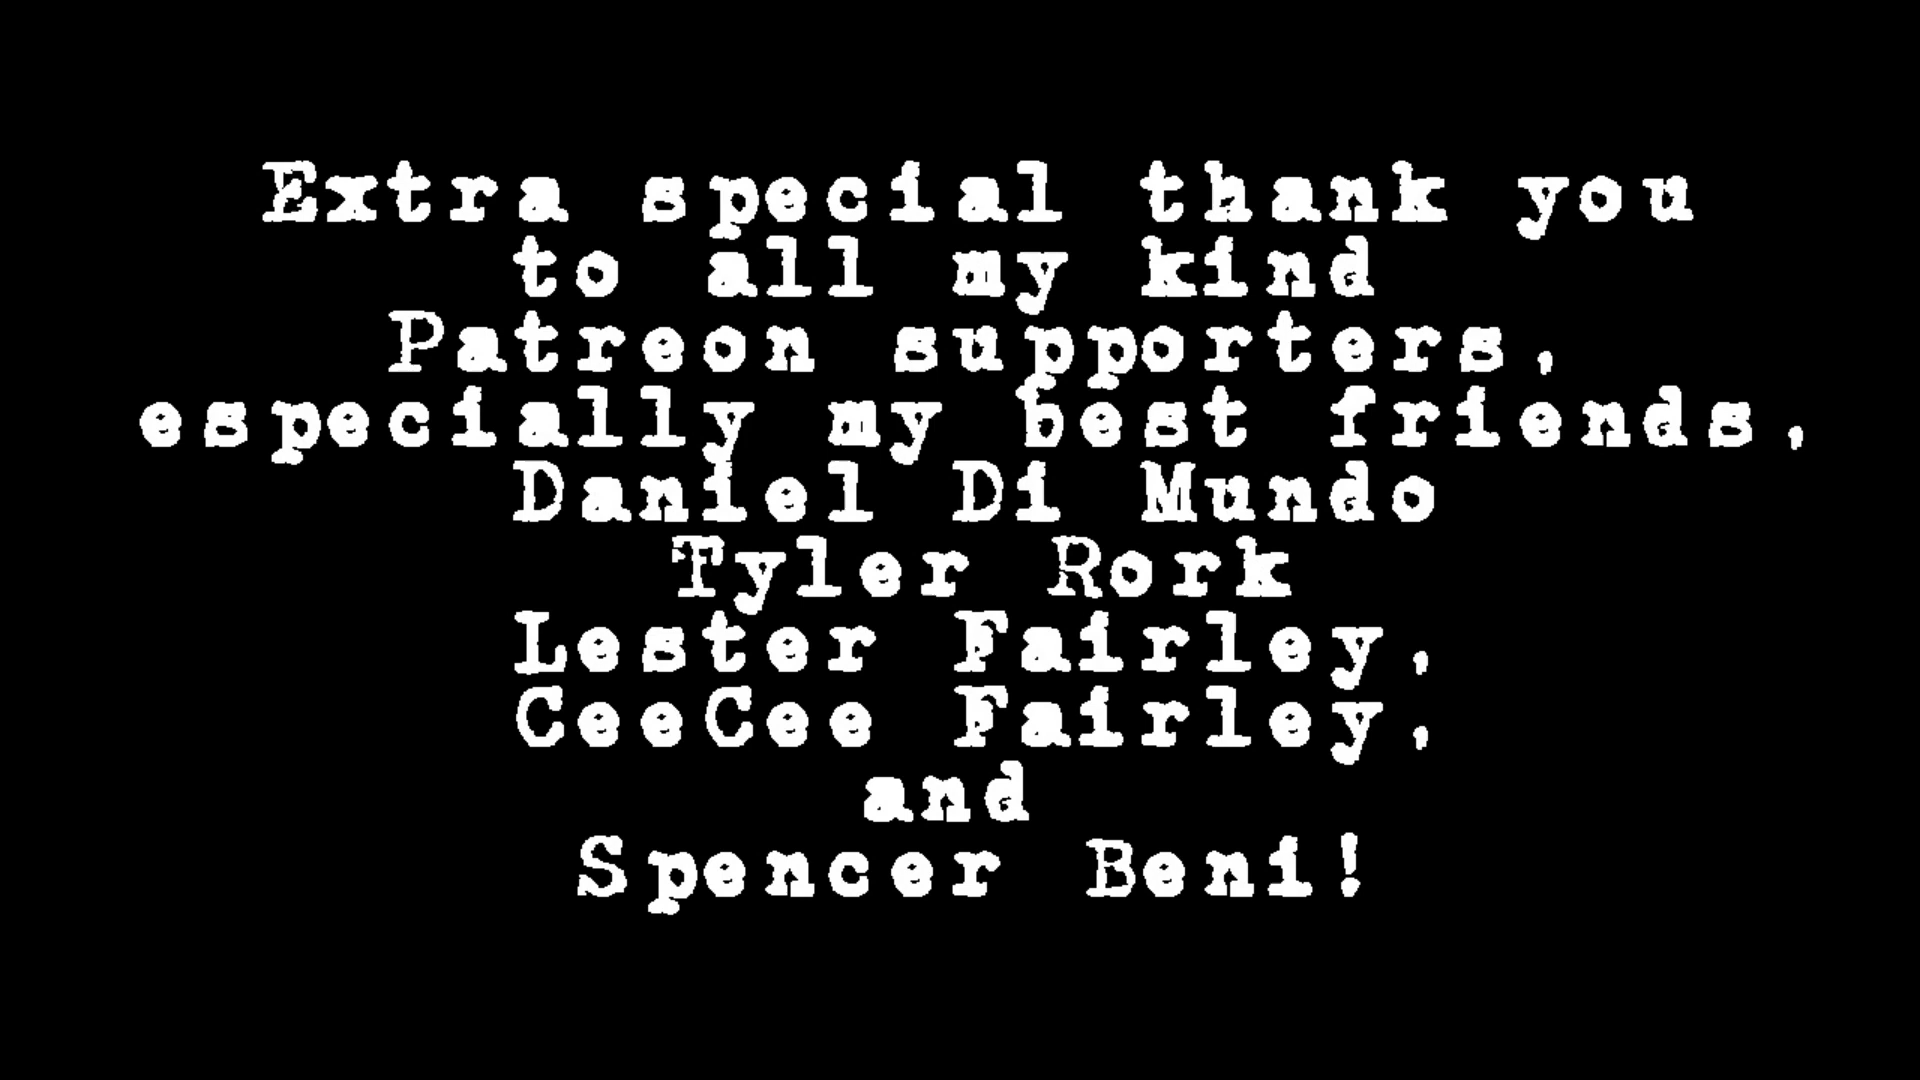 Extra special thank you
to all my kind
Patreon supporters,
especially my best friends,
Daniel Di Mundo
Tyler Rork
Lester Fairley,
CeeCee Fairley,
and
Spencer Beni!